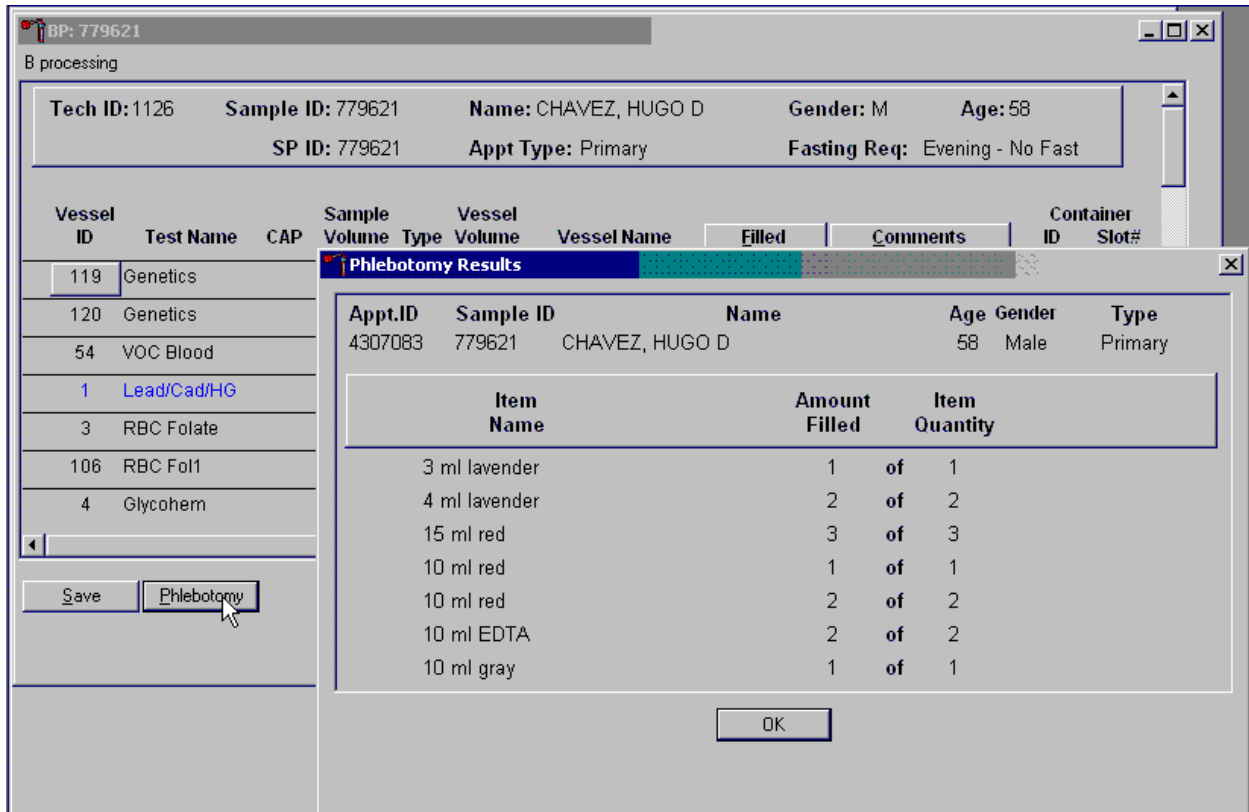 BP: 779621
B processing
Tech ID: 1126 Sample ID: 779621 Name: CHAVEZ, HUGO D Gender: M Age: 58
SP ID: 779621 Appt Type: Primary Fasting Req: Evening - No Fast
Vessel Sample Vessel Container
ID Test Name CAP Volume Type Volume Vessel Name Filled Comments ID Slot#
119 Genetics
120 Genetics
54 VOC Blood
1 Lead/Cad/HG
3 RBC Folate
106 RBC Fol1
4 Glycohem
Save Phlebotomy
Phlebotomy Results
Appt.ID Sample ID Name Age Gender Type
4307083 779621 CHAVEZ, HUGO D 58 Male Primary
Item Amount Item
Name Filled Quantity
3 ml lavender 1 of 1
4 ml lavender 2 of 2
15 ml red 3 of 3
10 ml red 1 of 1
10 ml red 2 of 2
10 ml EDTA 2 of 2
10 ml gray 1 of 1
OK